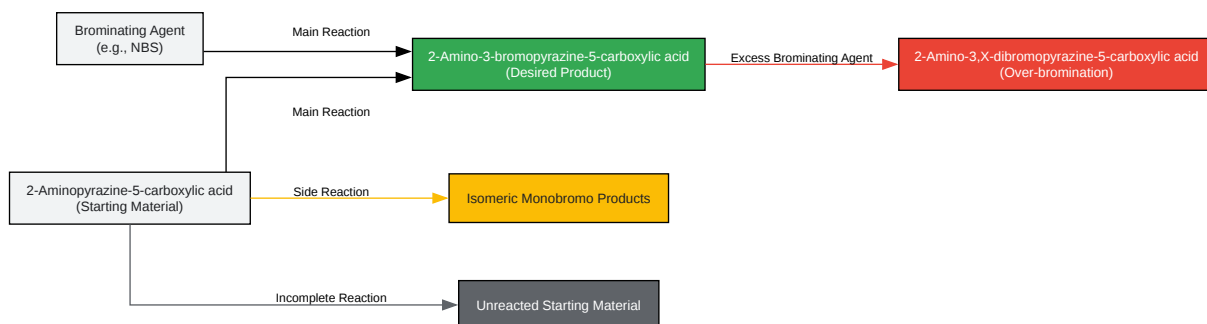 Brominating Agent
(e.g., NBS)
Main Reaction
2-Amino-3-bromopyrazine-5-carboxylic acid
(Desired Product)
Excess Brominating Agent
2-Amino-3,X-dibromopyrazine-5-carboxylic acid
(Over-bromination)
Main Reaction
2-Aminopyrazine-5-carboxylic acid
(Starting Material)
Side Reaction
Isomeric Monobromo Products
Incomplete Reaction
Unreacted Starting Material